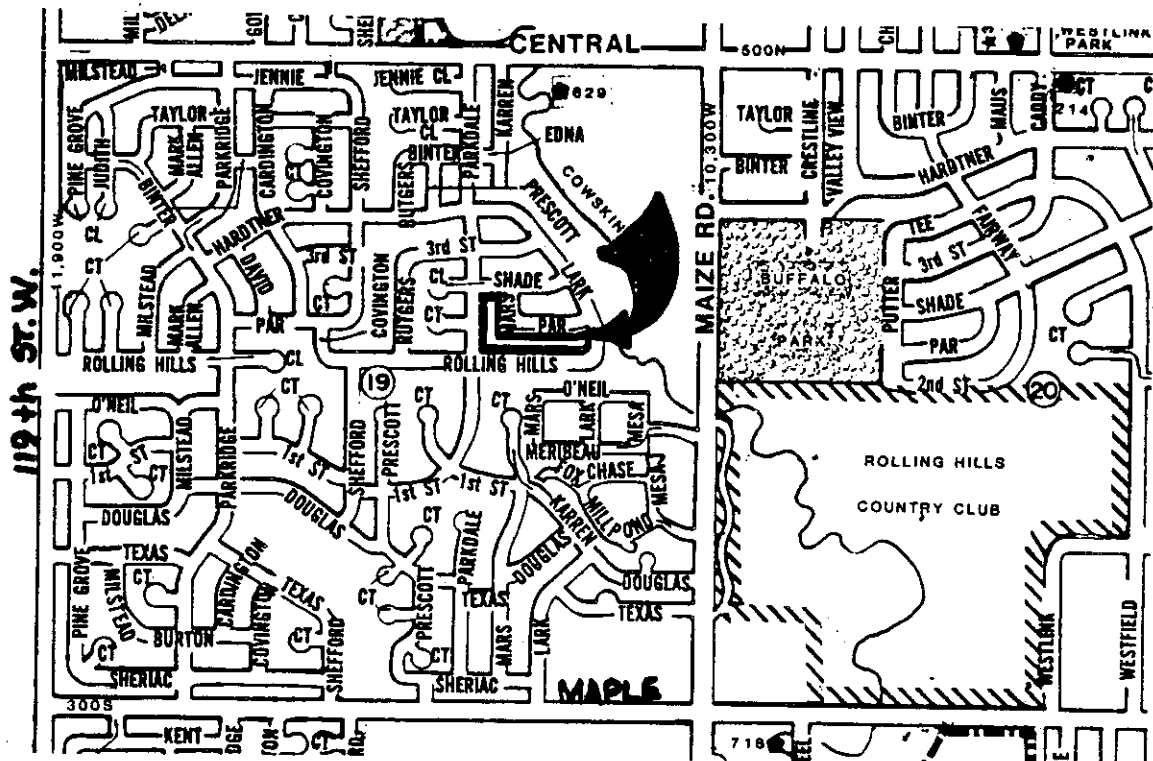 CENTRAL
500N
WESTLINK
PARK
MILSTEAD
JENNIE
JENNIE CL
KARREN
629
CT
214
TAYLOR
TAYLOR
CL
TAYLOR
BINTER
MAUS
CADDY
PINE GROVE
JUDITH
MARK
ALLEN
PARKRIDGE
CARDINGTON
COVINGTON
SHEFFORD
RUTGERS
BINTER
PARKDALE
EDNA
COWSKIN
PRESCOTT
MAIZE RD.
10,300W
BINTER
CRESTLINE
VALLEY VIEW
HARDTNER
BINTER
HARDTNER
DAVID
CL
CT
3rd ST
CT
3rd ST
CL
SHADE
LARK
TEE
3rd ST
FAIRWAY
BUFFALO
PARK
PUTTER
SHADE
PAR
2nd ST
CT
11,900W
119th ST. W.
MILSTEAD
MARK
ALLEN
PAR
COVINGTON
RUTGERS
CT
MARS
PAR
ROLLING HILLS
CL
ROLLING HILLS
19
20
O'NEIL
CT
CT
CT
O'NEIL
MARS
LARK
MESA
MERIBEAU
FOX CHASE
MILLPOND
MESA
KARREN
CT
1st
ST
CT
MILSTEAD
PARKRIDGE
1st ST
SHEFFORD
PRESCOTT
1st ST
1st ST
ROLLING HILLS
COUNTRY CLUB
DOUGLAS
DOUGLAS
CT
PARKDALE
DOUGLAS
DOUGLAS
TEXAS
CT
PINE GROVE
MILSTEAD
CARDINGTON
COVINGTON
TEXAS
CT
PRESCOTT
TEXAS
TEXAS
BURTON
CT
CT
SHEFFORD
CT
MARS
LARK
WESTLINK
WESTFIELD
SHERIAC
SHERIAC
MAPLE
300S
KENT
CT
RD.
718